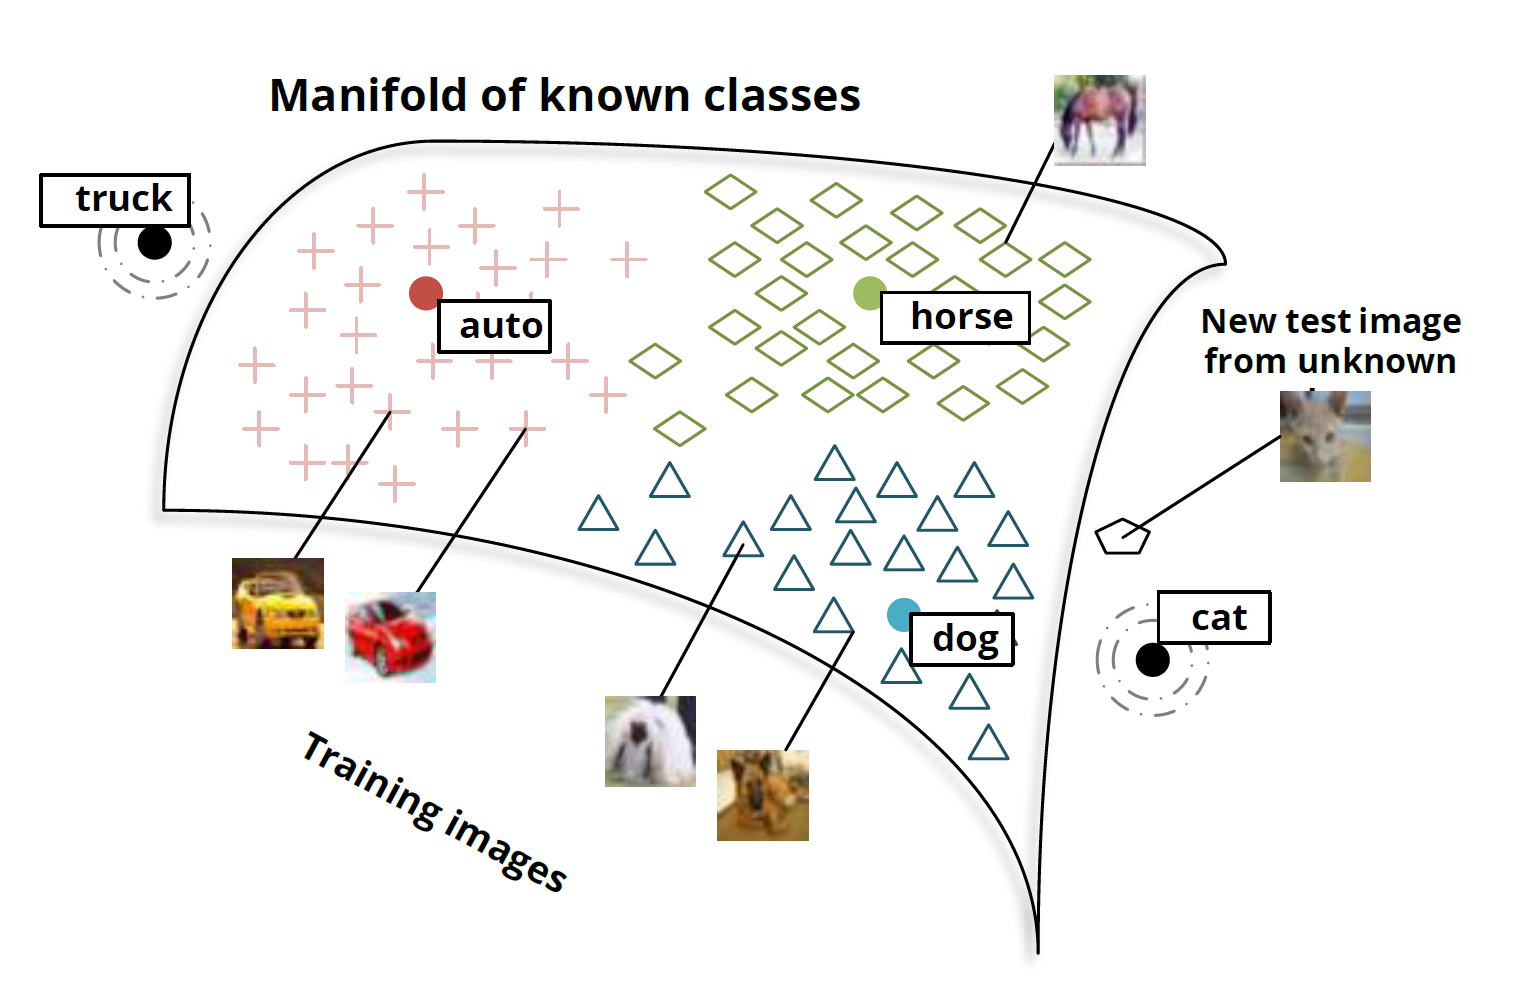 Manifold of known classes
truck
auto
horse
New test image
from unknown
cat
dog
Training images